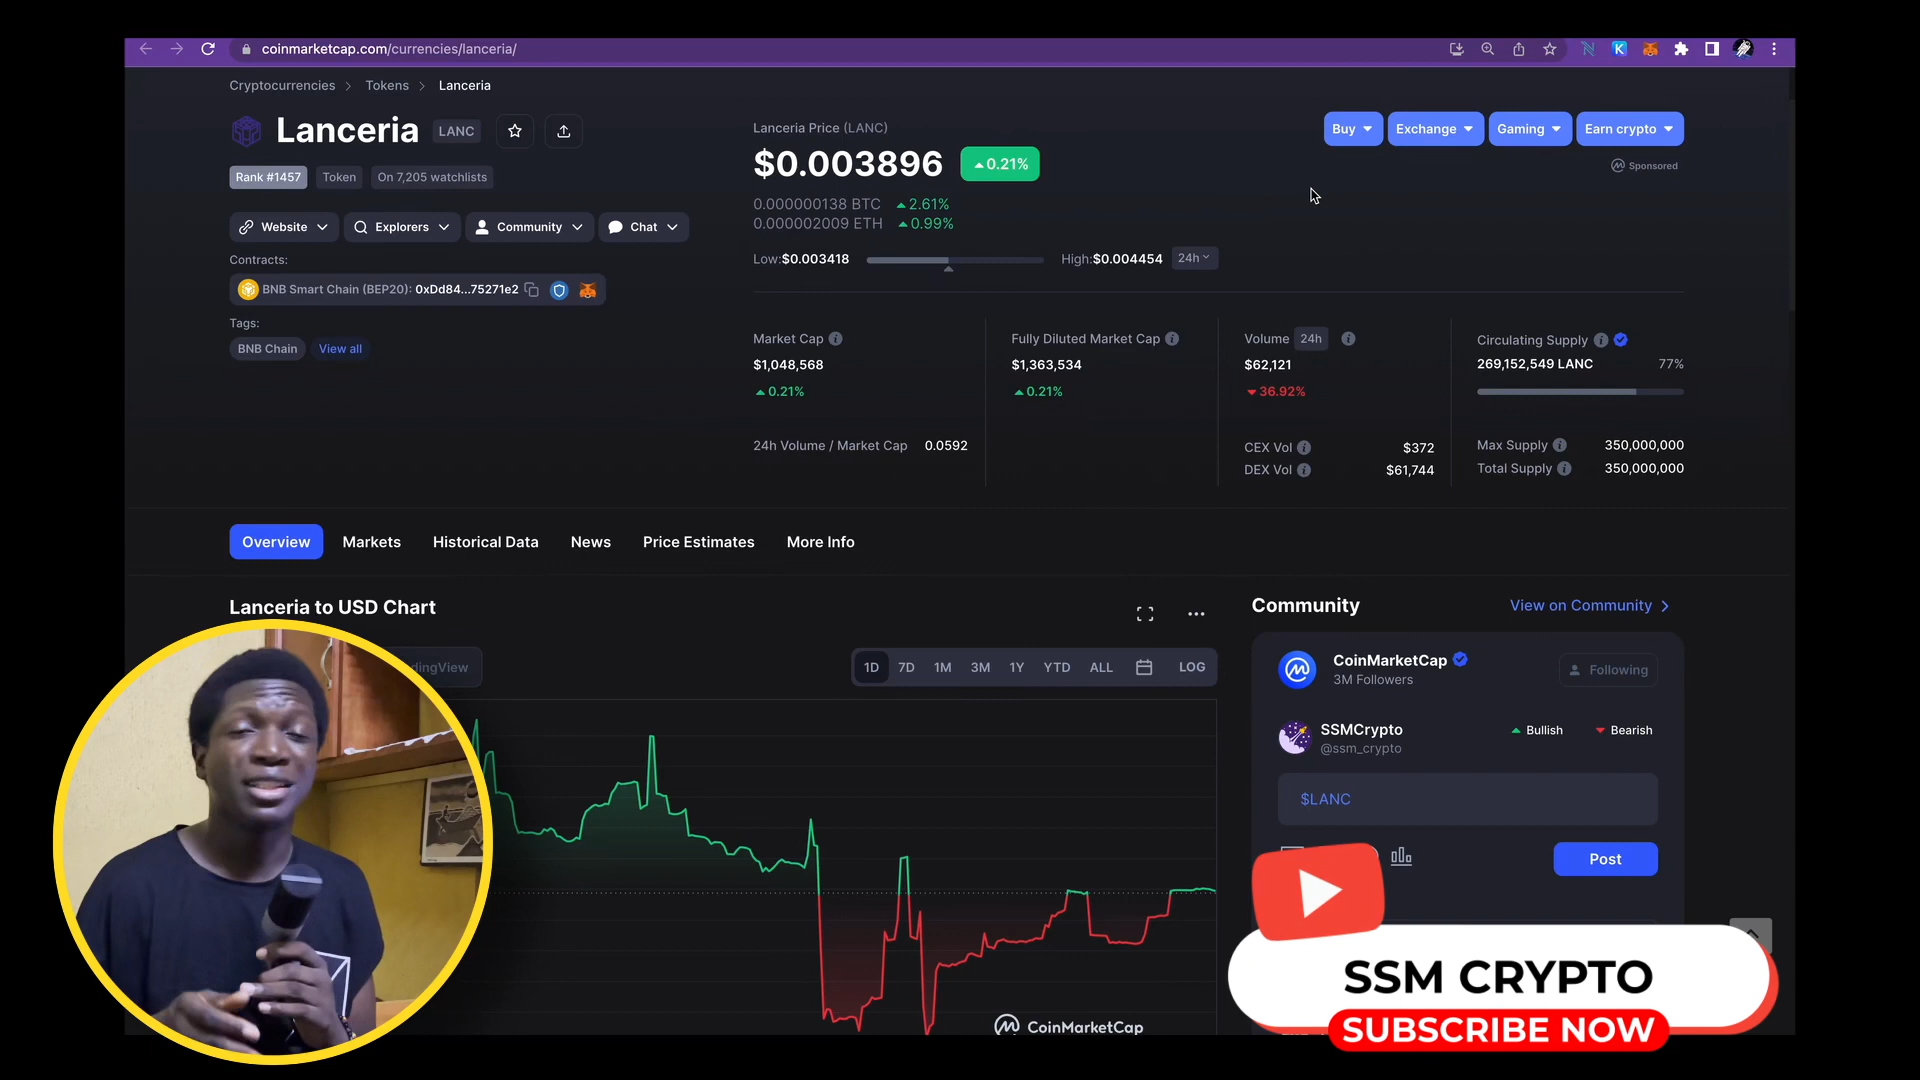 coinmarketcap.com/currencies/lanceria/
Cryptocurrencies > Tokens > Lanceria
Lanceria LANC
Rank #1457 Token On 7,205 watchlists
Website Explorers Community Chat
Contracts:
BNB Smart Chain (BEP20): 0xDd84...75271e2
Tags:
BNB Chain View all
Lanceria Price (LANC)
$0.003896 0.21%
0.000000138 BTC 2.61%
0.000002009 ETH 0.99%
Low:$0.003418 High:$0.004454 24h
Buy Exchange Gaming Earn crypto
Sponsored
Market Cap
$1,048,568
0.21%
24h Volume / Market Cap 0.0592
Fully Diluted Market Cap
$1,363,534
0.21%
Volume 24h
$62,121
36.92%
CEX Vol $372
DEX Vol $61,744
Circulating Supply
269,152,549 LANC 77%
Max Supply 350,000,000
Total Supply 350,000,000
Overview Markets Historical Data News Price Estimates More Info
Lanceria to USD Chart
dingView
1D 7D 1M 3M 1Y YTD ALL LOG
CoinMarketCap
Community View on Community >
CoinMarketCap
3M Followers
Following
SSMCrypto
@ssm_crypto
Bullish Bearish
$LANC
Post
SSM CRYPTO
SUBSCRIBE NOW